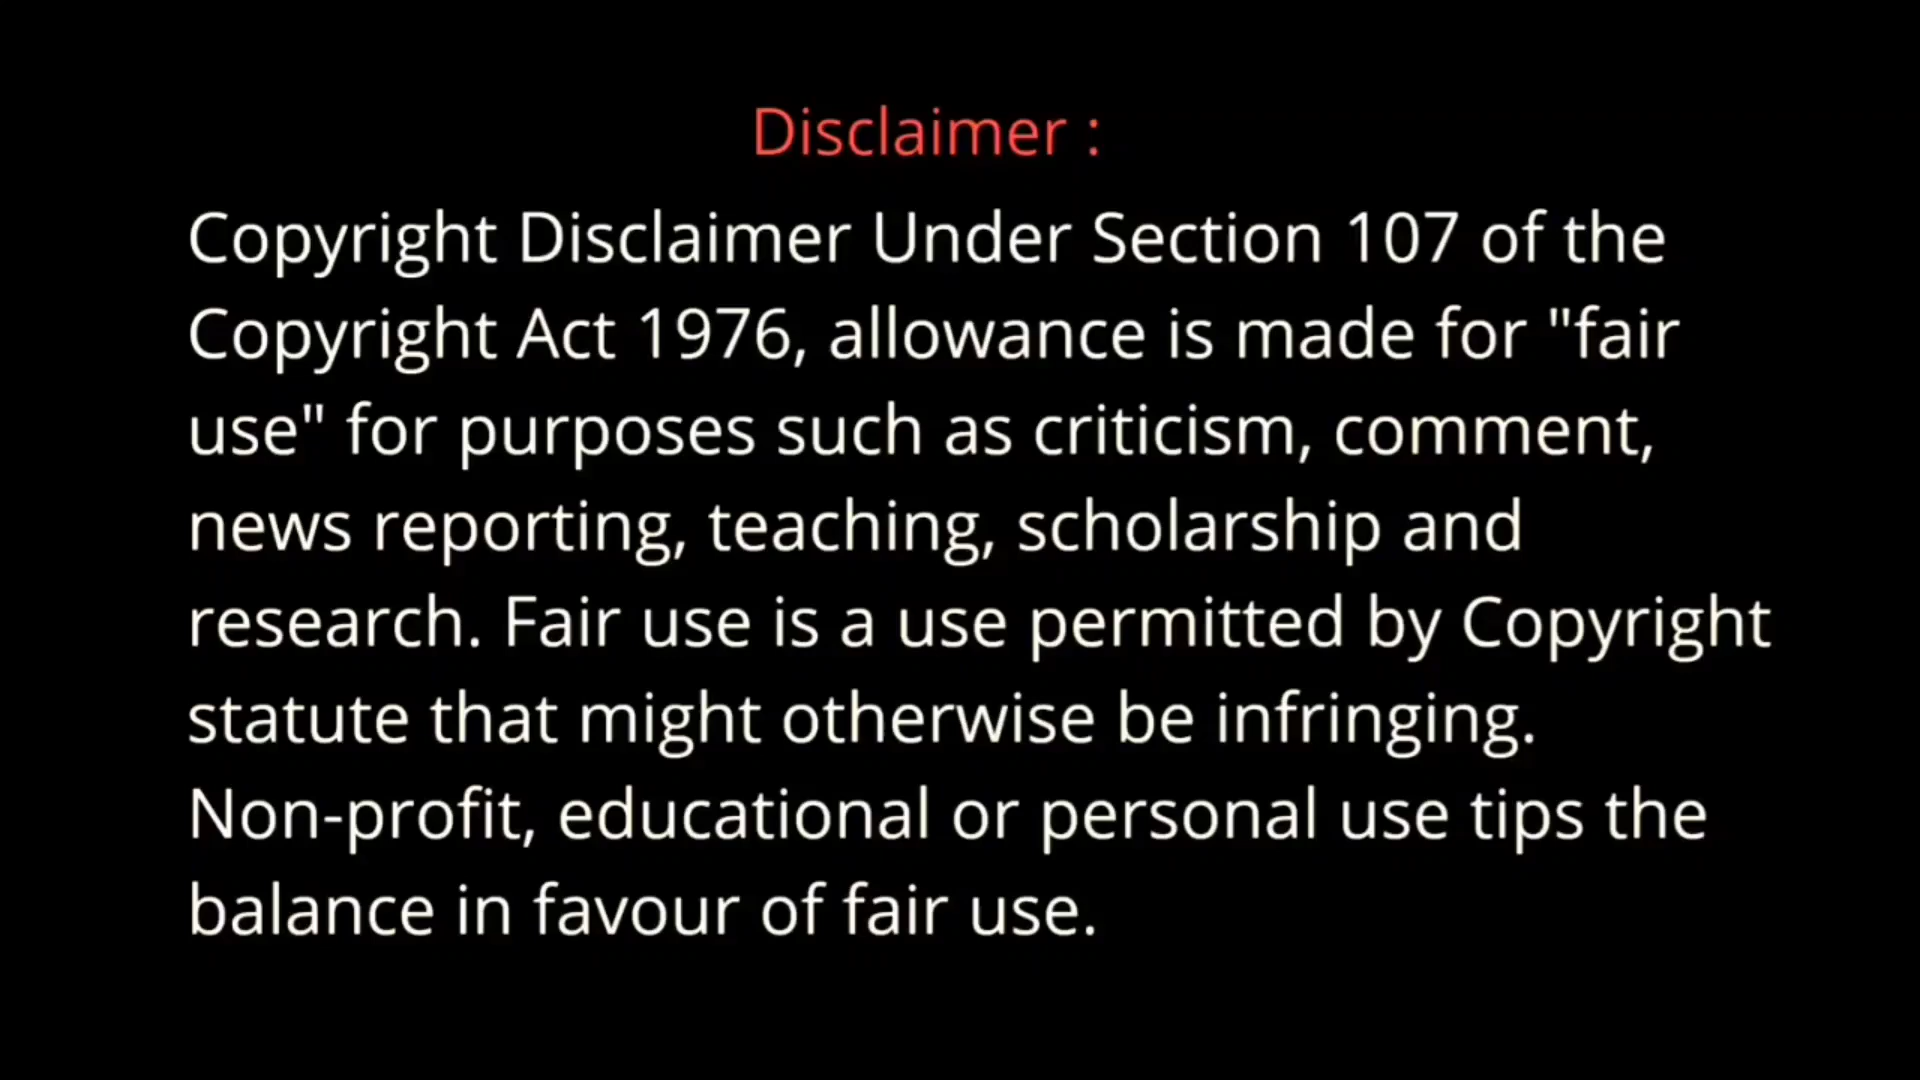 Disclaimer :
Copyright Disclaimer Under Section 107 of the
Copyright Act 1976, allowance is made for "fair
use" for purposes such as criticism, comment,
news reporting, teaching, scholarship and
research. Fair use is a use permitted by Copyright
statute that might otherwise be infringing.
Non-profit, educational or personal use tips the
balance in favour of fair use.